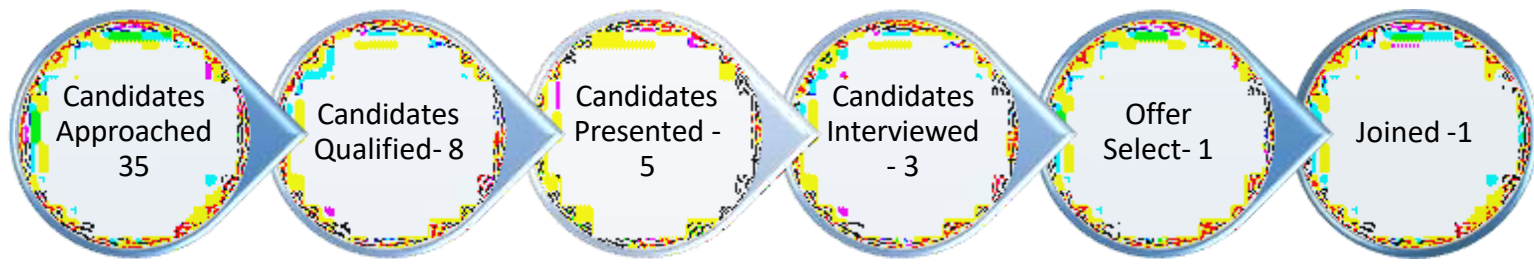 Candidates
Approached
35
Candidates
Qualified- 8
Candidates
Presented -
5
Candidates
Interviewed
- 3
Offer
Select- 1
Joined -1